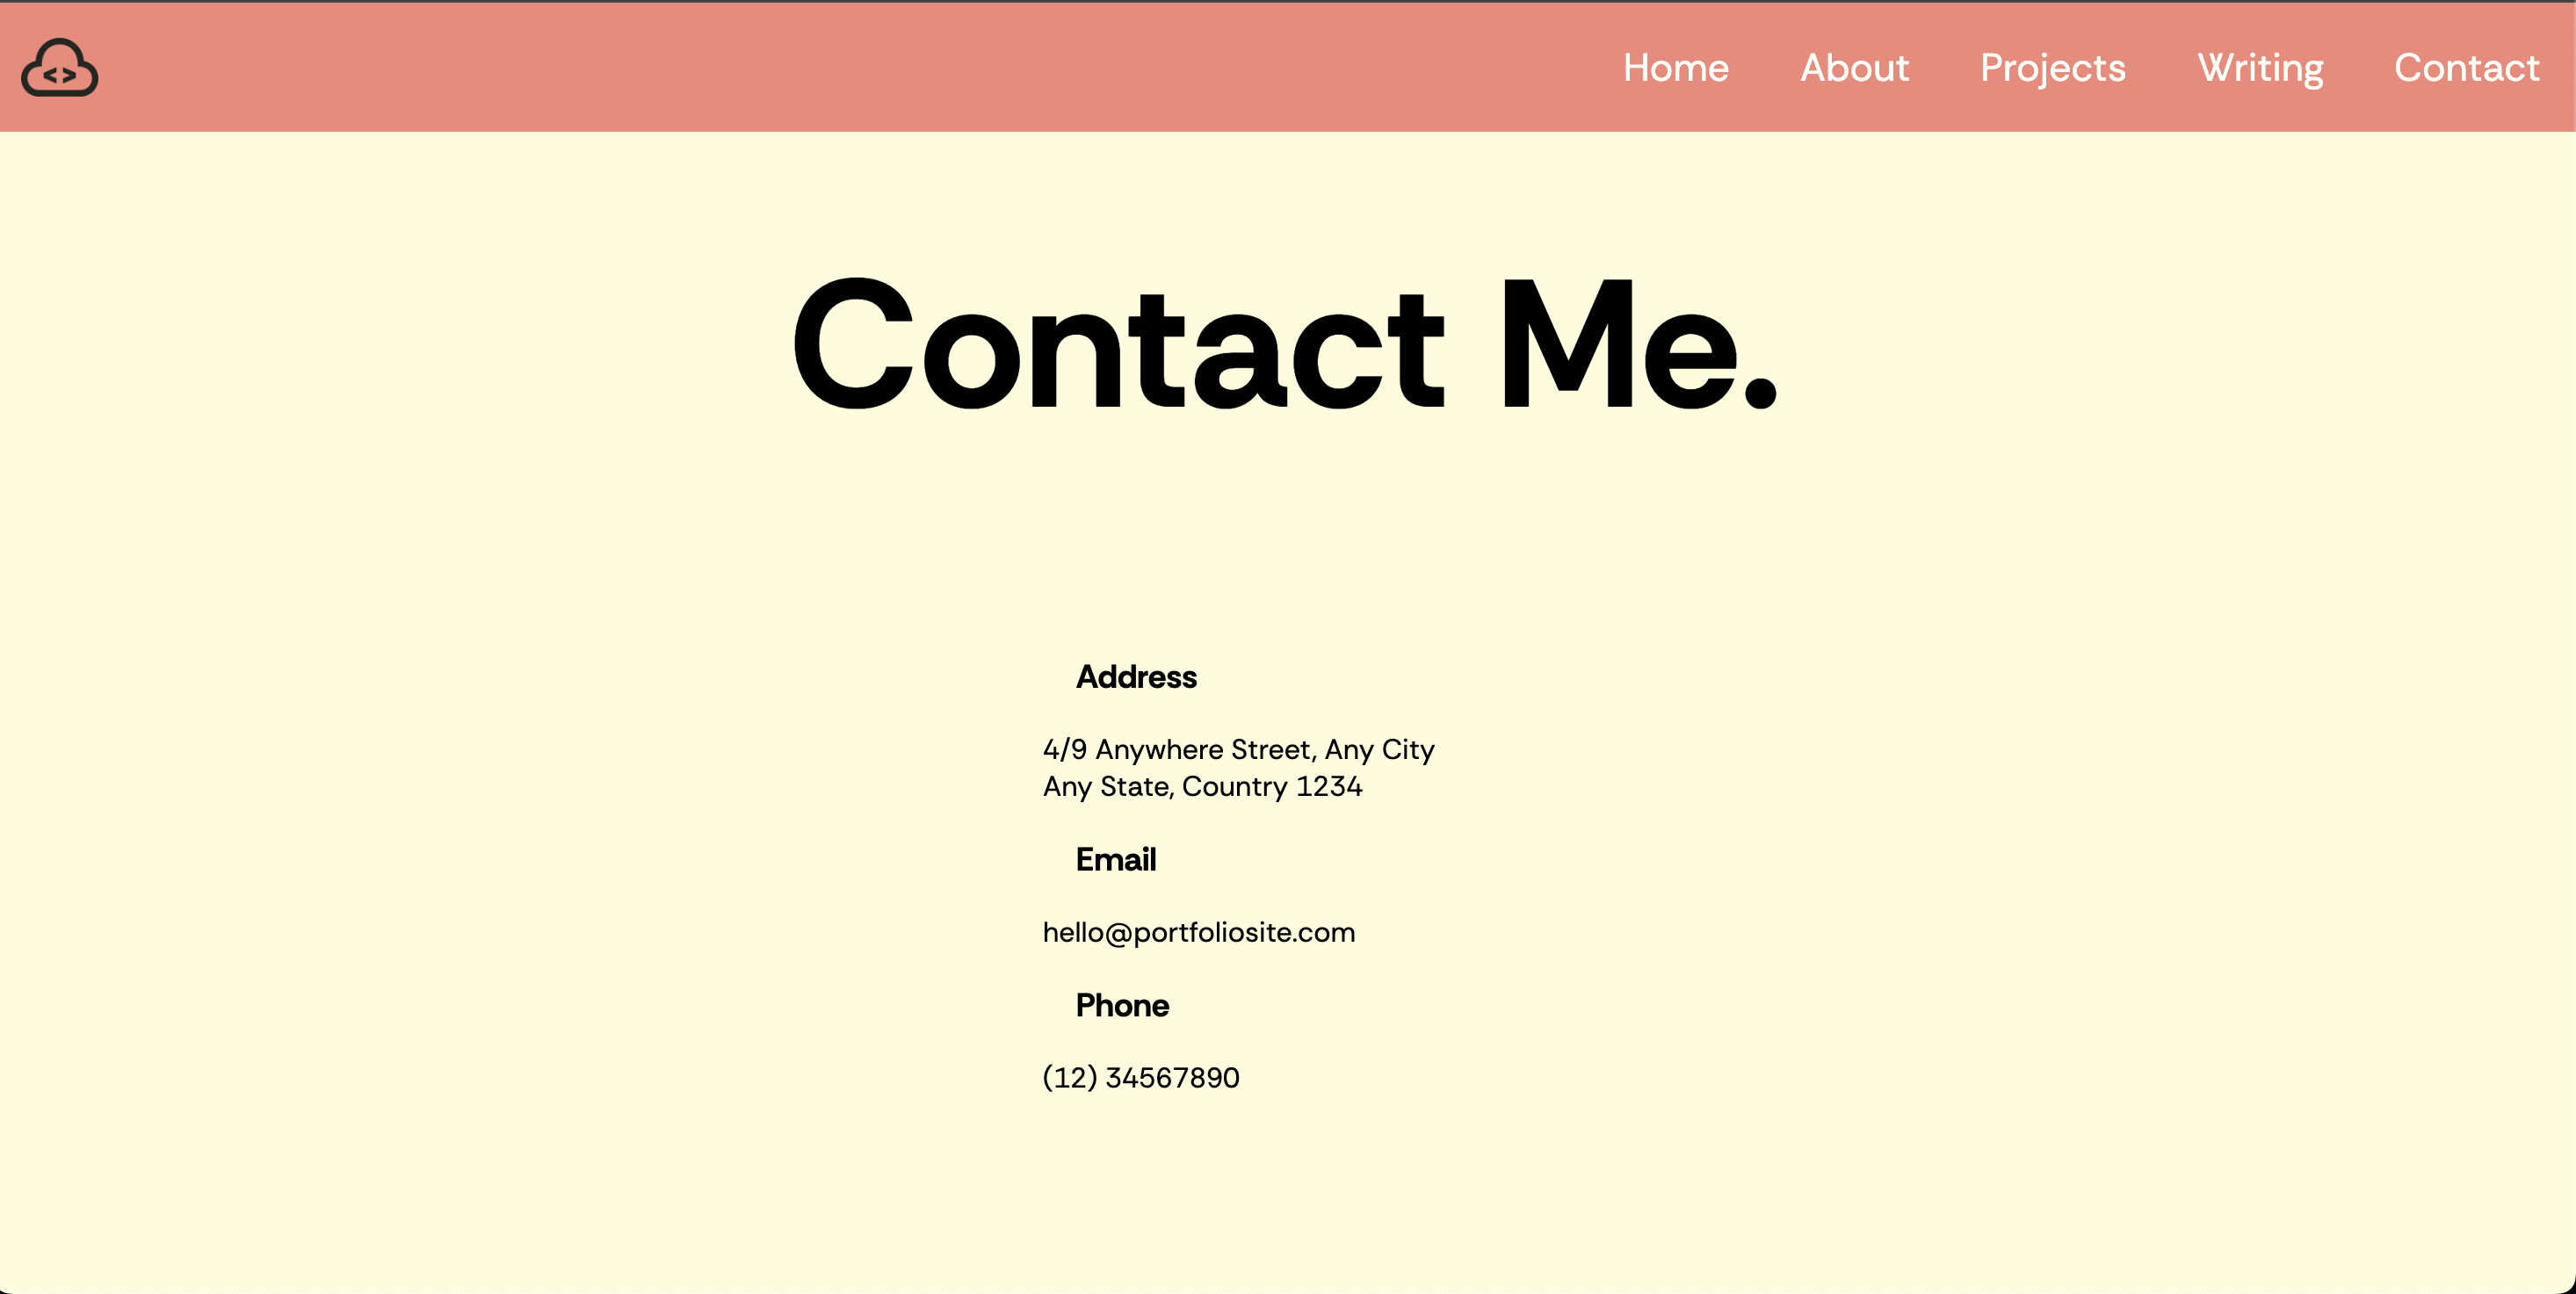 <>
Home About Projects Writing Contact
Contact Me.
Address
4/9 Anywhere Street, Any City
Any State, Country 1234
Email
hello@portfoliosite.com
Phone
(12) 34567890